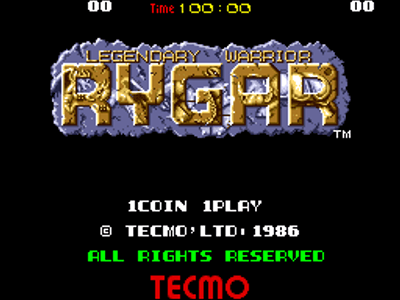 00 Time 100:00 00
LEGENDARY WARRIOR
RYGAR
TM
1COIN 1PLAY
© TECMO,LTD. 1986
ALL RIGHTS RESERVED
TECMO